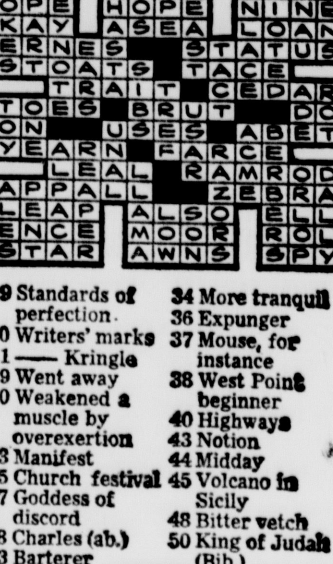 OPE HOPE NINE
KAY ASEA LOAN
ERNES STATUS
STOATS TACE
TRAIT CEDAR
TOES BRUT DO
ON USES ABET
YEARN FARCE
LEAL RAMROD
APPALL ZEBRA
LEAP ALSO ELL
ENCE MOOR ROL
STAR AWNS SPY
9 Standards of
perfection.
0 Writers' marks
1 —— Kringle
9 Went away
0 Weakened a
muscle by
overexertion
3 Manifest
5 Church festival
7 Goddess of
discord
8 Charles (ab.)
3 Barterer
34 More tranquil
36 Expunger
37 Mouse, for
instance
38 West Point
beginner
40 Highways
43 Notion
44 Midday
45 Volcano in
Sicily
48 Bitter vetch
50 King of Judah
(Bib.)